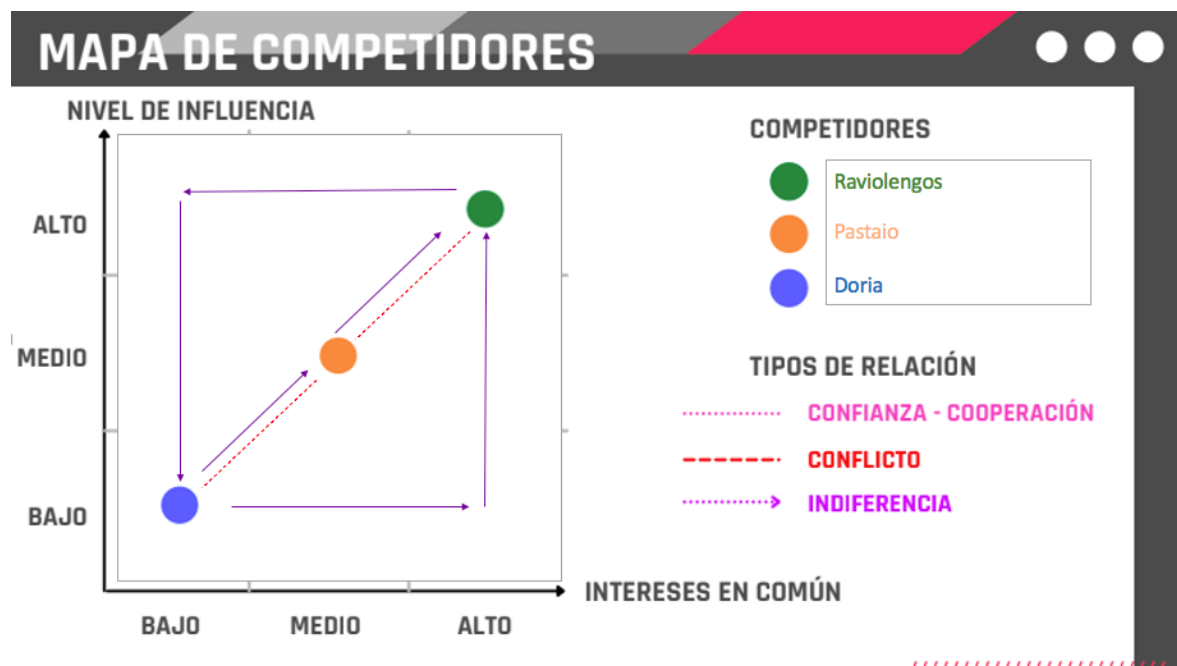 MAPA DE COMPETIDORES
NIVEL DE INFLUENCIA
ALTO
MEDIO
BAJO
BAJO
MEDIO
ALTO
INTERESES EN COMÚN
COMPETIDORES
Raviolengos
Pastaio
Doria
TIPOS DE RELACIÓN
CONFIANZA - COOPERACIÓN
CONFLICTO
INDIFERENCIA